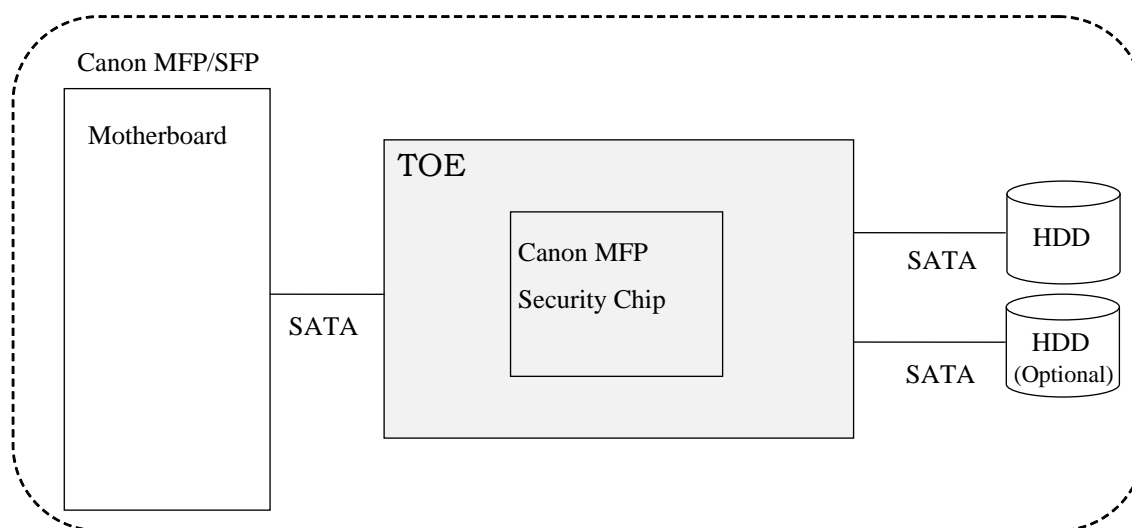 Canon MFP/SFP
Motherboard
SATA
TOE
Canon MFP
Security Chip
SATA
HDD
SATA
HDD
(Optional)